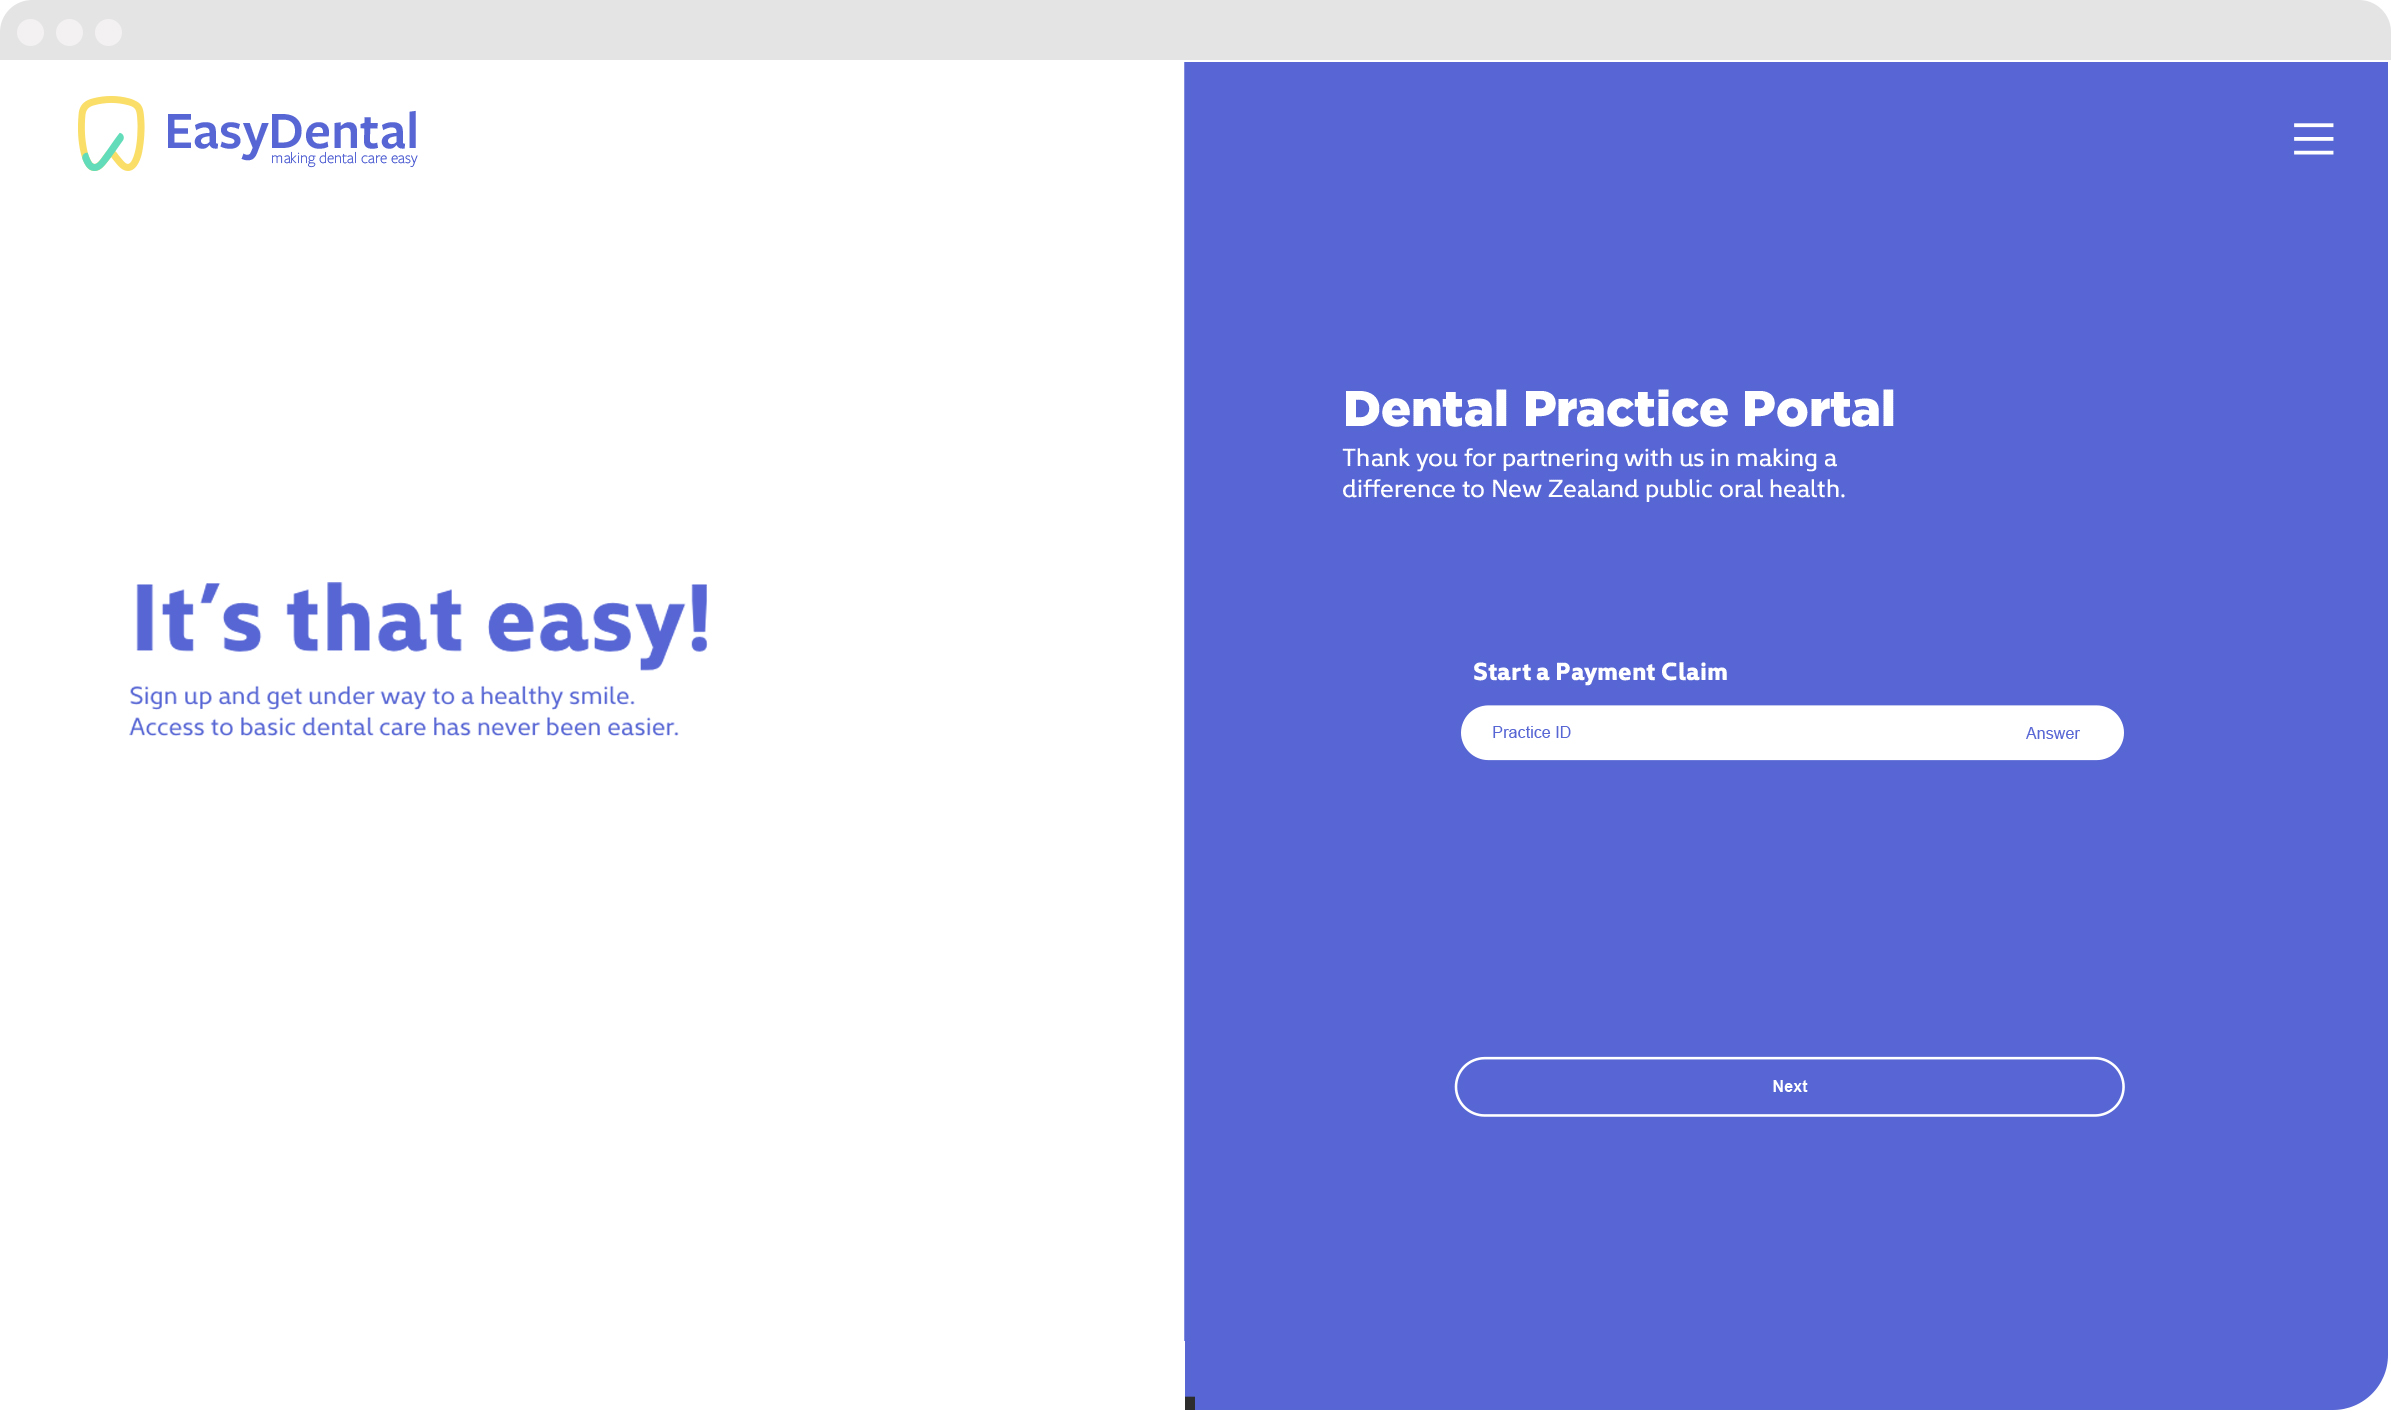 EasyDental
making dental care easy
It’s that easy!
Sign up and get under way to a healthy smile.
Access to basic dental care has never been easier.
Dental Practice Portal
Thank you for partnering with us in making a
difference to New Zealand public oral health.
Start a Payment Claim
Practice ID Answer
Next